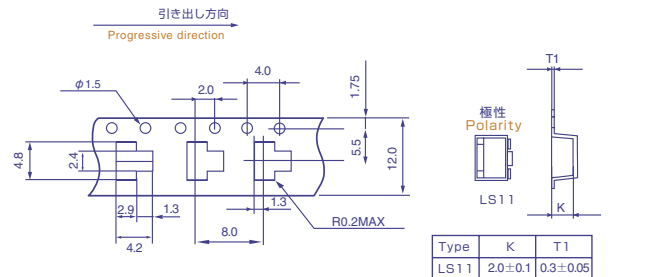 引き出し方向
Progressive direction
T1
4.0
2.0
1.75
φ1.5
極性
Polarity
4.8
2.4
5.5
12.0
LS11
K
2.9
1.3
1.3
R0.2MAX
4.2
8.0
Type K T1
LS11 2.0±0.1 0.3±0.05